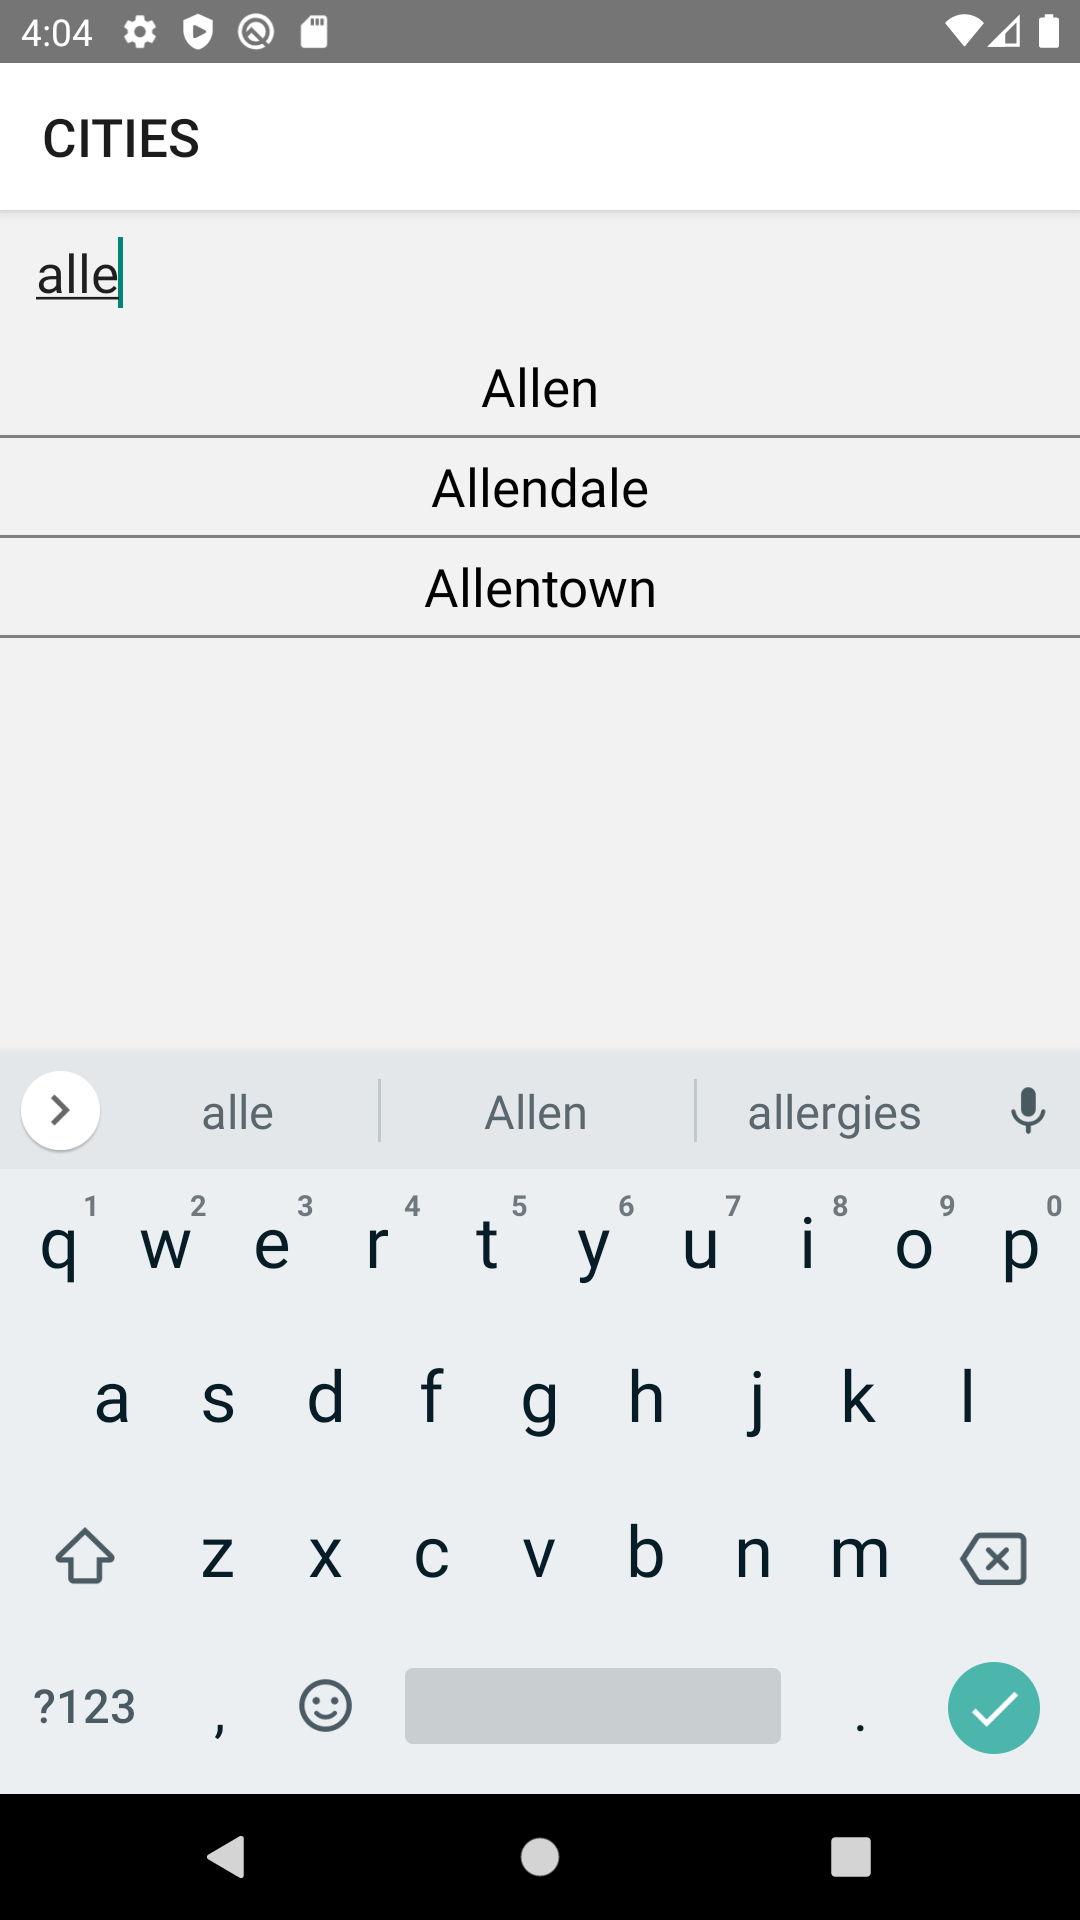 4:04
CITIES
alle
Allen
Allendale
Allentown
alle Allen allergies
1 2 3 4 5 6 7 8 9 0
q w e r t y u i o p
a s d f g h j k l
z x c v b n m
?123 , .